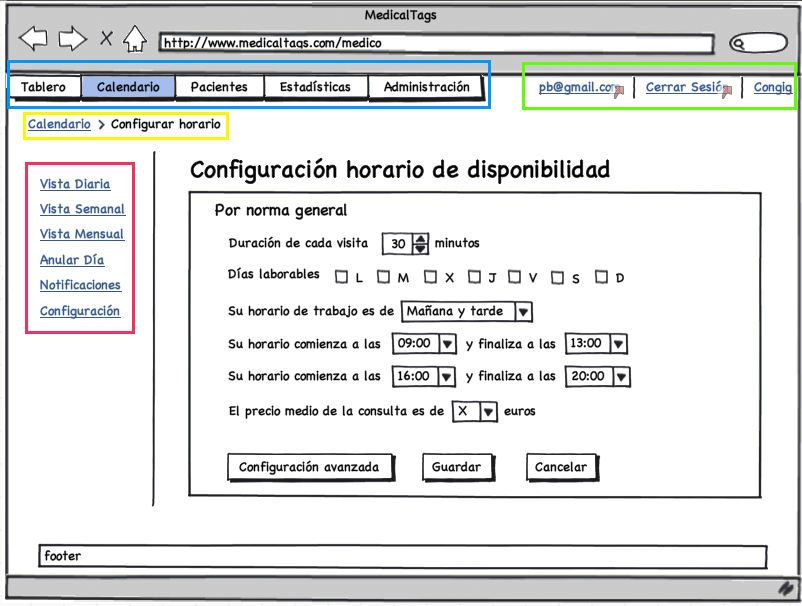 MedicalTags
http://www.medicaltags.com/medico
Tablero Calendario Pacientes Estadísticas Administración pb@gmail.com Cerrar Sesión Congig
Calendario > Configurar horario
Vista Diaria
Vista Semanal
Vista Mensual
Anular Día
Notificaciones
Configuración
Configuración horario de disponibilidad
Por norma general
Duración de cada visita 30 minutos
Días laborables L M X J V S D
Su horario de trabajo es de Mañana y tarde
Su horario comienza a las 09:00 y finaliza a las 13:00
Su horario comienza a las 16:00 y finaliza a las 20:00
El precio medio de la consulta es de X euros
Configuración avanzada Guardar Cancelar
footer